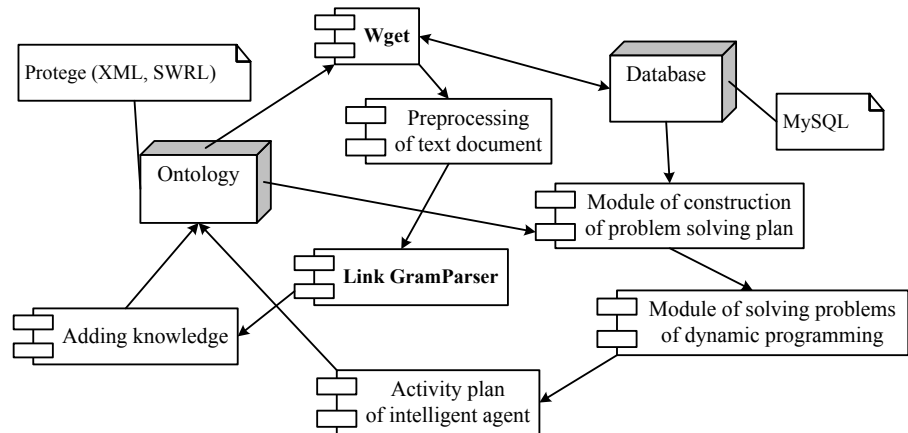 Wget
Protege (XML, SWRL)
Database
Preprocessing
of text document
MySQL
Ontology
Module of construction
of problem solving plan
Link GramParser
Adding knowledge
Module of solving problems
of dynamic programming
Activity plan
of intelligent agent